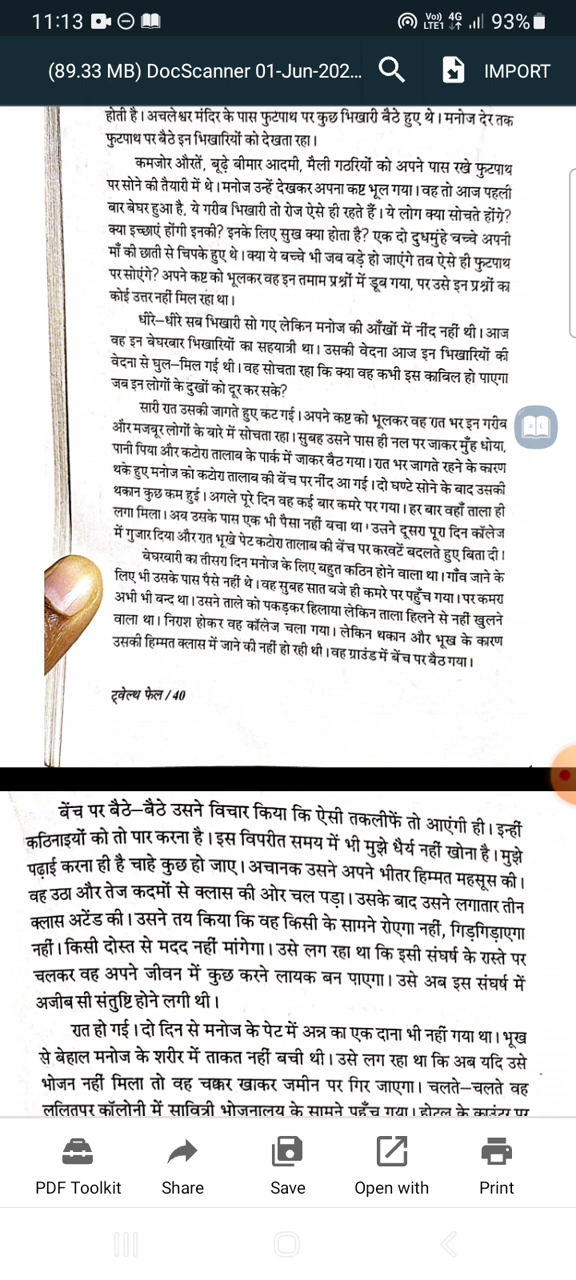 11:13
Vo) LTE1 4G 93%
(89.33 MB) DocScanner 01-Jun-202... IMPORT
होती है। अचलेश्वर मंदिर के पास फुटपाथ पर कुछ भिखारी बैठे हुए थे। मनोज देर तक
फुटपाथ पर बैठे इन भिखारियों को देखता रहा।
कमजोर औरतें, बूढ़े बीमार आदमी, मैली गठरियों को अपने पास रखे फुटपाथ
पर सोने की तैयारी में थे। मनोज उन्हें देखकर अपना कष्ट भूल गया। वह तो आज पहली
बार बेघर हुआ है, ये गरीब भिखारी तो रोज ऐसे ही रहते हैं। ये लोग क्या सोचते होंगे?
क्या इच्छाएं होंगी इनकी? इनके लिए सुख क्या होता है? एक दो दुधमुंहे बच्चे अपनी
माँ की छाती से चिपके हुए थे। क्या ये बच्चे भी जब बड़े हो जाएंगे तब ऐसे ही फुटपाथ
पर सोएंगे? अपने कष्ट को भूलकर वह इन तमाम प्रश्नों में डूब गया, पर उसे इन प्रश्नों का
कोई उत्तर नहीं मिल रहा था।
धीरे-धीरे सब भिखारी सो गए लेकिन मनोज की आँखों में नींद नहीं थी। आज
वह इन बेघरबार भिखारियों का सहयात्री था। उसकी वेदना आज इन भिखारियों की
वेदना से घुल-मिल गई थी। वह सोचता रहा कि क्या वह कभी इस काबिल हो पाएगा
जब इन लोगों के दुखों को दूर कर सके?
सारी रात उसकी जागते हुए कट गई। अपने कष्ट को भूलकर वह रात भर इन गरीब
और मजबूर लोगों के बारे में सोचता रहा। सुबह उसने पास ही नल पर जाकर मुँह धोया,
पानी पिया और कटोरा तालाब के पार्क में जाकर बैठ गया। रात भर जागते रहने के कारण
थके हुए मनोज को कटोरा तालाब की बेंच पर नींद आ गई। दो घण्टे सोने के बाद उसकी
थकान कुछ कम हुई। अगले पूरे दिन वह कई बार कमरे पर गया। हर बार वहाँ ताला ही
लगा मिला। अब उसके पास एक भी पैसा नहीं बचा था। उसने दूसरा पूरा दिन कॉलेज
में गुजार दिया और रात भूखे पेट कटोरा तालाब की बेंच पर करवटें बदलते हुए बिता दी।
बेघरबारी का तीसरा दिन मनोज के लिए बहुत कठिन होने वाला था। गाँव जाने के
लिए भी उसके पास पैसे नहीं थे। वह सुबह सात बजे ही कमरे पर पहुँच गया। पर कमरा
अभी भी बन्द था। उसने ताले को पकड़कर हिलाया लेकिन ताला हिलने से नहीं खुलने
वाला था। निराश होकर वह कॉलेज चला गया। लेकिन थकान और भूख के कारण
उसकी हिम्मत क्लास में जाने की नहीं हो रही थी। वह ग्राउंड में बेंच पर बैठ गया।
ट्वेल्थ फेल / 40
बेंच पर बैठे-बैठे उसने विचार किया कि ऐसी तकलीफें तो आएंगी ही। इन्हीं
कठिनाइयों को तो पार करना है। इस विपरीत समय में भी मुझे धैर्य नहीं खोना है। मुझे
पढ़ाई करना ही है चाहे कुछ हो जाए। अचानक उसने अपने भीतर हिम्मत महसूस की।
वह उठा और तेज कदमों से क्लास की ओर चल पड़ा। उसके बाद उसने लगातार तीन
क्लास अटेंड की। उसने तय किया कि वह किसी के सामने रोएगा नहीं, गिड़गिड़ाएगा
नहीं। किसी दोस्त से मदद नहीं मांगेगा। उसे लग रहा था कि इसी संघर्ष के रास्ते पर
चलकर वह अपने जीवन में कुछ करने लायक बन पाएगा। उसे अब इस संघर्ष में
अजीब सी संतुष्टि होने लगी थी।
रात हो गई। दो दिन से मनोज के पेट में अन्न का एक दाना भी नहीं गया था। भूख
से बेहाल मनोज के शरीर में ताकत नहीं बची थी। उसे लग रहा था कि अब यदि उसे
भोजन नहीं मिला तो वह चक्कर खाकर जमीन पर गिर जाएगा। चलते-चलते वह
ललितपुर कॉलोनी में सावित्री भोजनालय के सामने पहुँच गया। होटल के काउंटर पर
PDF Toolkit Share Save Open with Print